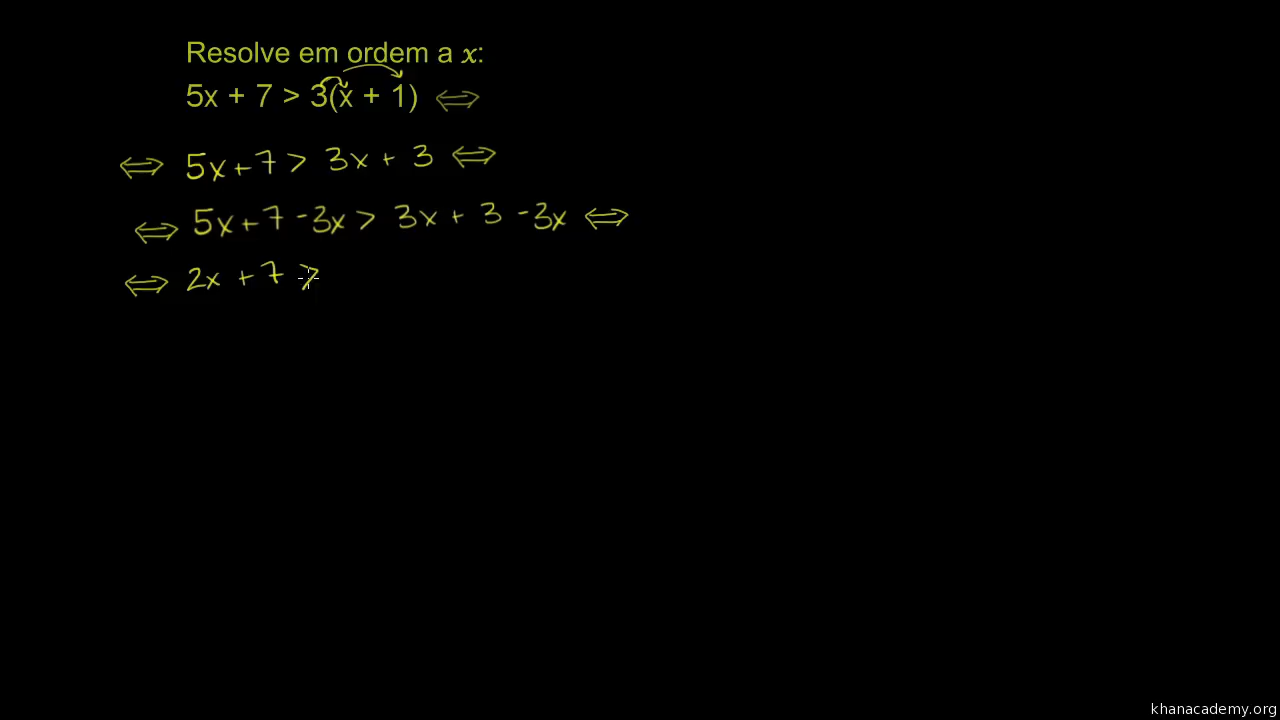 Resolve em ordem a x:
5x + 7 > 3(x + 1) ⇔
⇔ 5x + 7 > 3x + 3 ⇔
⇔ 5x + 7 - 3x > 3x + 3 - 3x ⇔
⇔ 2x + 7 >
khanacademy.org